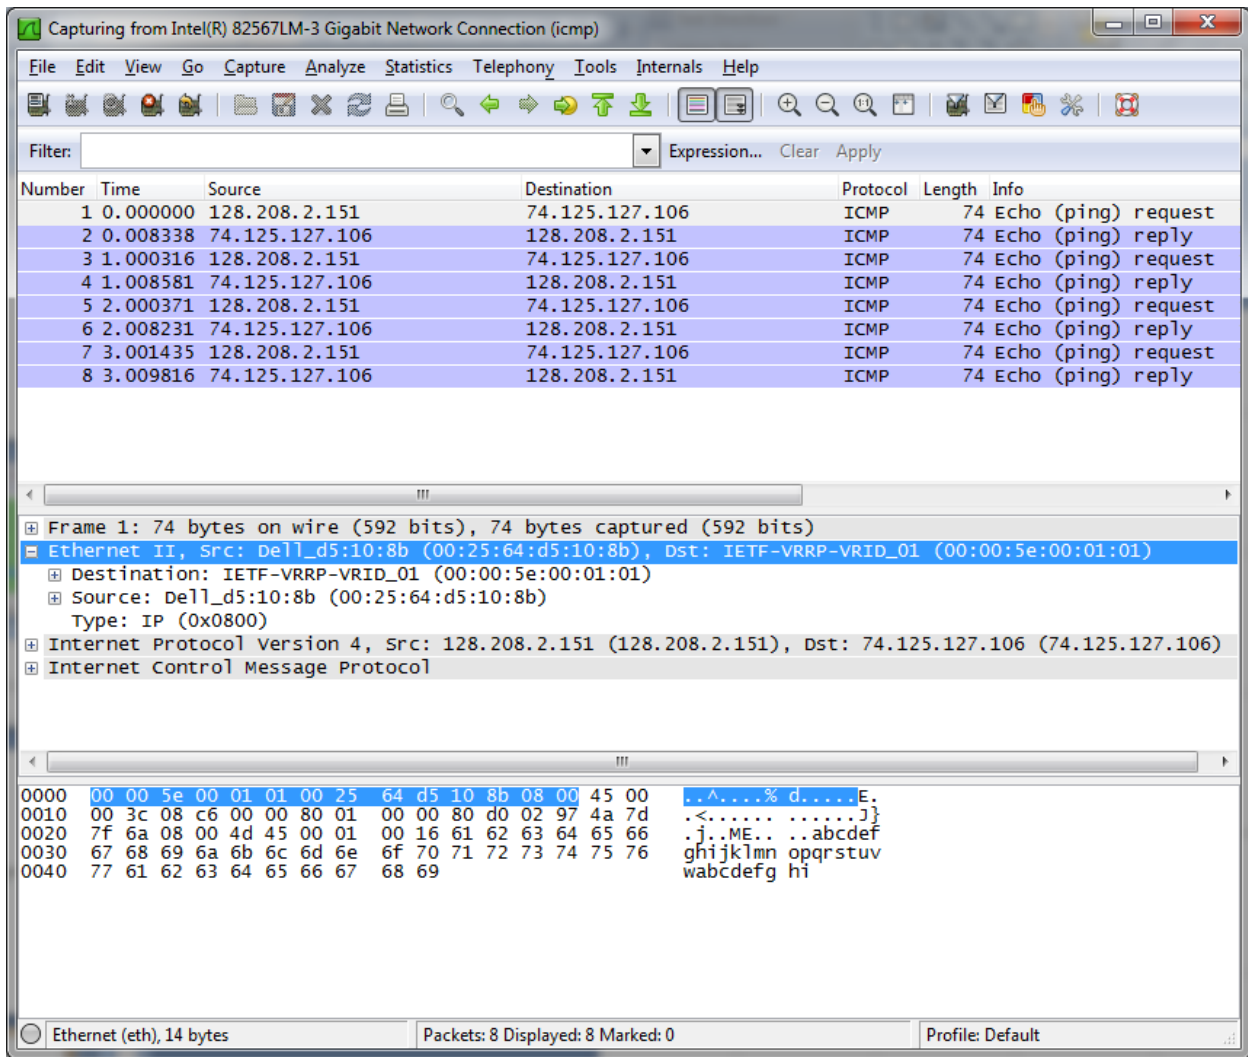 Capturing from Intel(R) 82567LM-3 Gigabit Network Connection (icmp)
File Edit View Go Capture Analyze Statistics Telephony Tools Internals Help
Filter: Expression... Clear Apply
Number Time Source Destination Protocol Length Info
1 0.000000 128.208.2.151 74.125.127.106 ICMP 74 Echo (ping) request
2 0.008338 74.125.127.106 128.208.2.151 ICMP 74 Echo (ping) reply
3 1.000316 128.208.2.151 74.125.127.106 ICMP 74 Echo (ping) request
4 1.008581 74.125.127.106 128.208.2.151 ICMP 74 Echo (ping) reply
5 2.000371 128.208.2.151 74.125.127.106 ICMP 74 Echo (ping) request
6 2.008231 74.125.127.106 128.208.2.151 ICMP 74 Echo (ping) reply
7 3.001435 128.208.2.151 74.125.127.106 ICMP 74 Echo (ping) request
8 3.009816 74.125.127.106 128.208.2.151 ICMP 74 Echo (ping) reply
Frame 1: 74 bytes on wire (592 bits), 74 bytes captured (592 bits)
Ethernet II, Src: Dell_d5:10:8b (00:25:64:d5:10:8b), Dst: IETF-VRRP-VRID_01 (00:00:5e:00:01:01)
Destination: IETF-VRRP-VRID_01 (00:00:5e:00:01:01)
Source: Dell_d5:10:8b (00:25:64:d5:10:8b)
Type: IP (0x0800)
Internet Protocol Version 4, Src: 128.208.2.151 (128.208.2.151), Dst: 74.125.127.106 (74.125.127.106)
Internet Control Message Protocol
0000 00 00 5e 00 01 01 00 25 64 d5 10 8b 08 00 45 00 ..^....% d.....E.
0010 00 3c 08 c6 00 00 80 01 00 00 80 d0 02 97 4a 7d .<...... ......J}
0020 7f 6a 08 00 4d 45 00 01 00 16 61 62 63 64 65 66 .j..ME.. ..abcdef
0030 67 68 69 6a 6b 6c 6d 6e 6f 70 71 72 73 74 75 76 ghijklmn opqrstuv
0040 77 61 62 63 64 65 66 67 68 69 wabcdefg hi
Ethernet (eth), 14 bytes Packets: 8 Displayed: 8 Marked: 0 Profile: Default